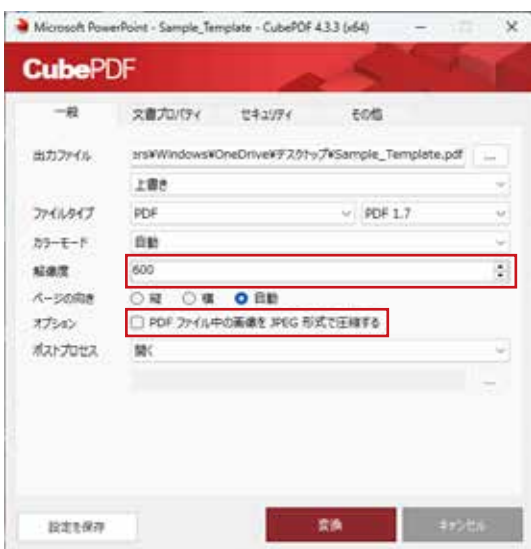 Microsoft PowerPoint - Sample_Template - CubePDF 4.3.3 (x64)
CubePDF
一般 文書プロパティ セキュリティ その他
出力ファイル ers¥Windows¥OneDrive¥デスクトップ¥Sample_Template.pdf ...
上書き
ファイルタイプ PDF PDF 1.7
カラーモード 自動
解像度 600
ページの向き 縦 横 自動
オプション PDF ファイル中の画像を JPEG 形式で圧縮する
ポストプロセス 開く
...
設定を保存 変換 キャンセル